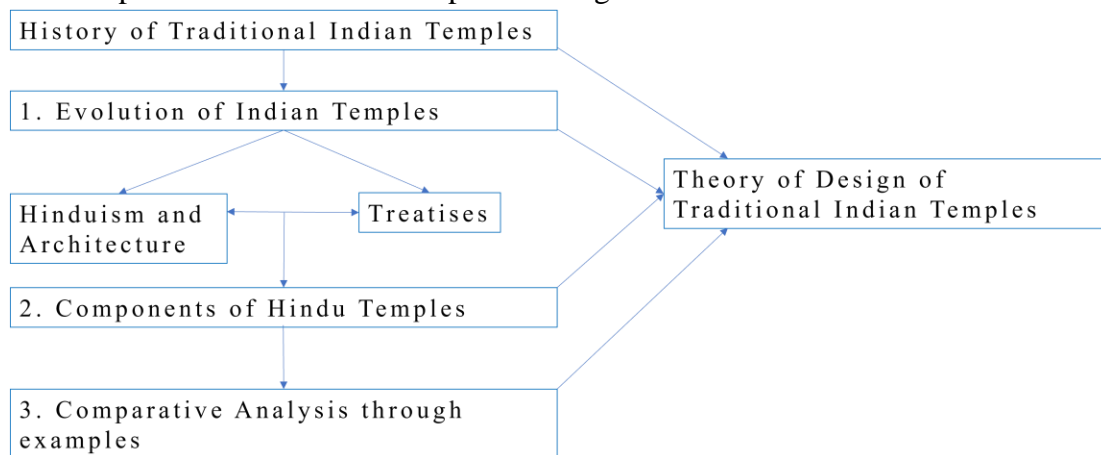 History of Traditional Indian Temples
1. Evolution of Indian Temples
Hinduism and
Architecture
Treatises
Theory of Design of
Traditional Indian Temples
2. Components of Hindu Temples
3. Comparative Analysis through
examples